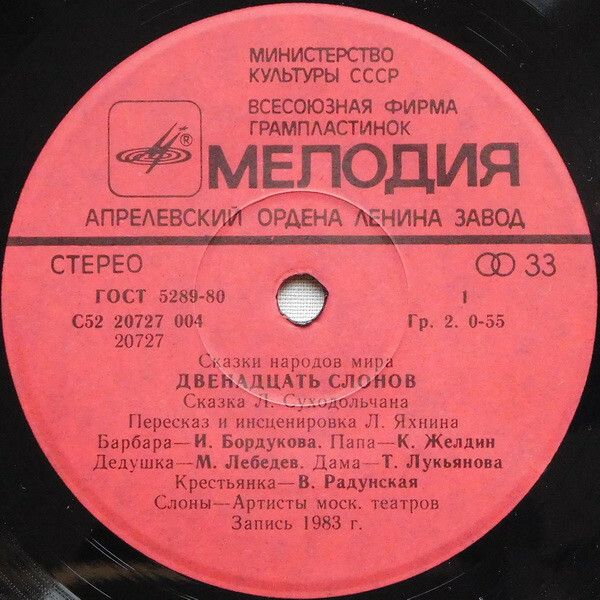 МИНИСТЕРСТВО
КУЛЬТУРЫ СССР
ВСЕСОЮЗНАЯ ФИРМА
ГРАМПЛАСТИНОК
®
МЕЛОДИЯ
АПРЕЛЕВСКИЙ ОРДЕНА ЛЕНИНА ЗАВОД
СТЕРЕО 33
ГОСТ 5289-80 1
С52 20727 004 Гр. 2. 0-55
20727
Сказки народов мира
ДВЕНАДЦАТЬ СЛОНОВ
Сказка Л. Суходольчана
Пересказ и инсценировка Л. Яхнина
Барбара—И. Бордукова. Папа—К. Желдин
Дедушка—М. Лебедев. Дама—Т. Лукьянова
Крестьянка—В. Радунская
Слоны—Артисты моск. театров
Запись 1983 г.